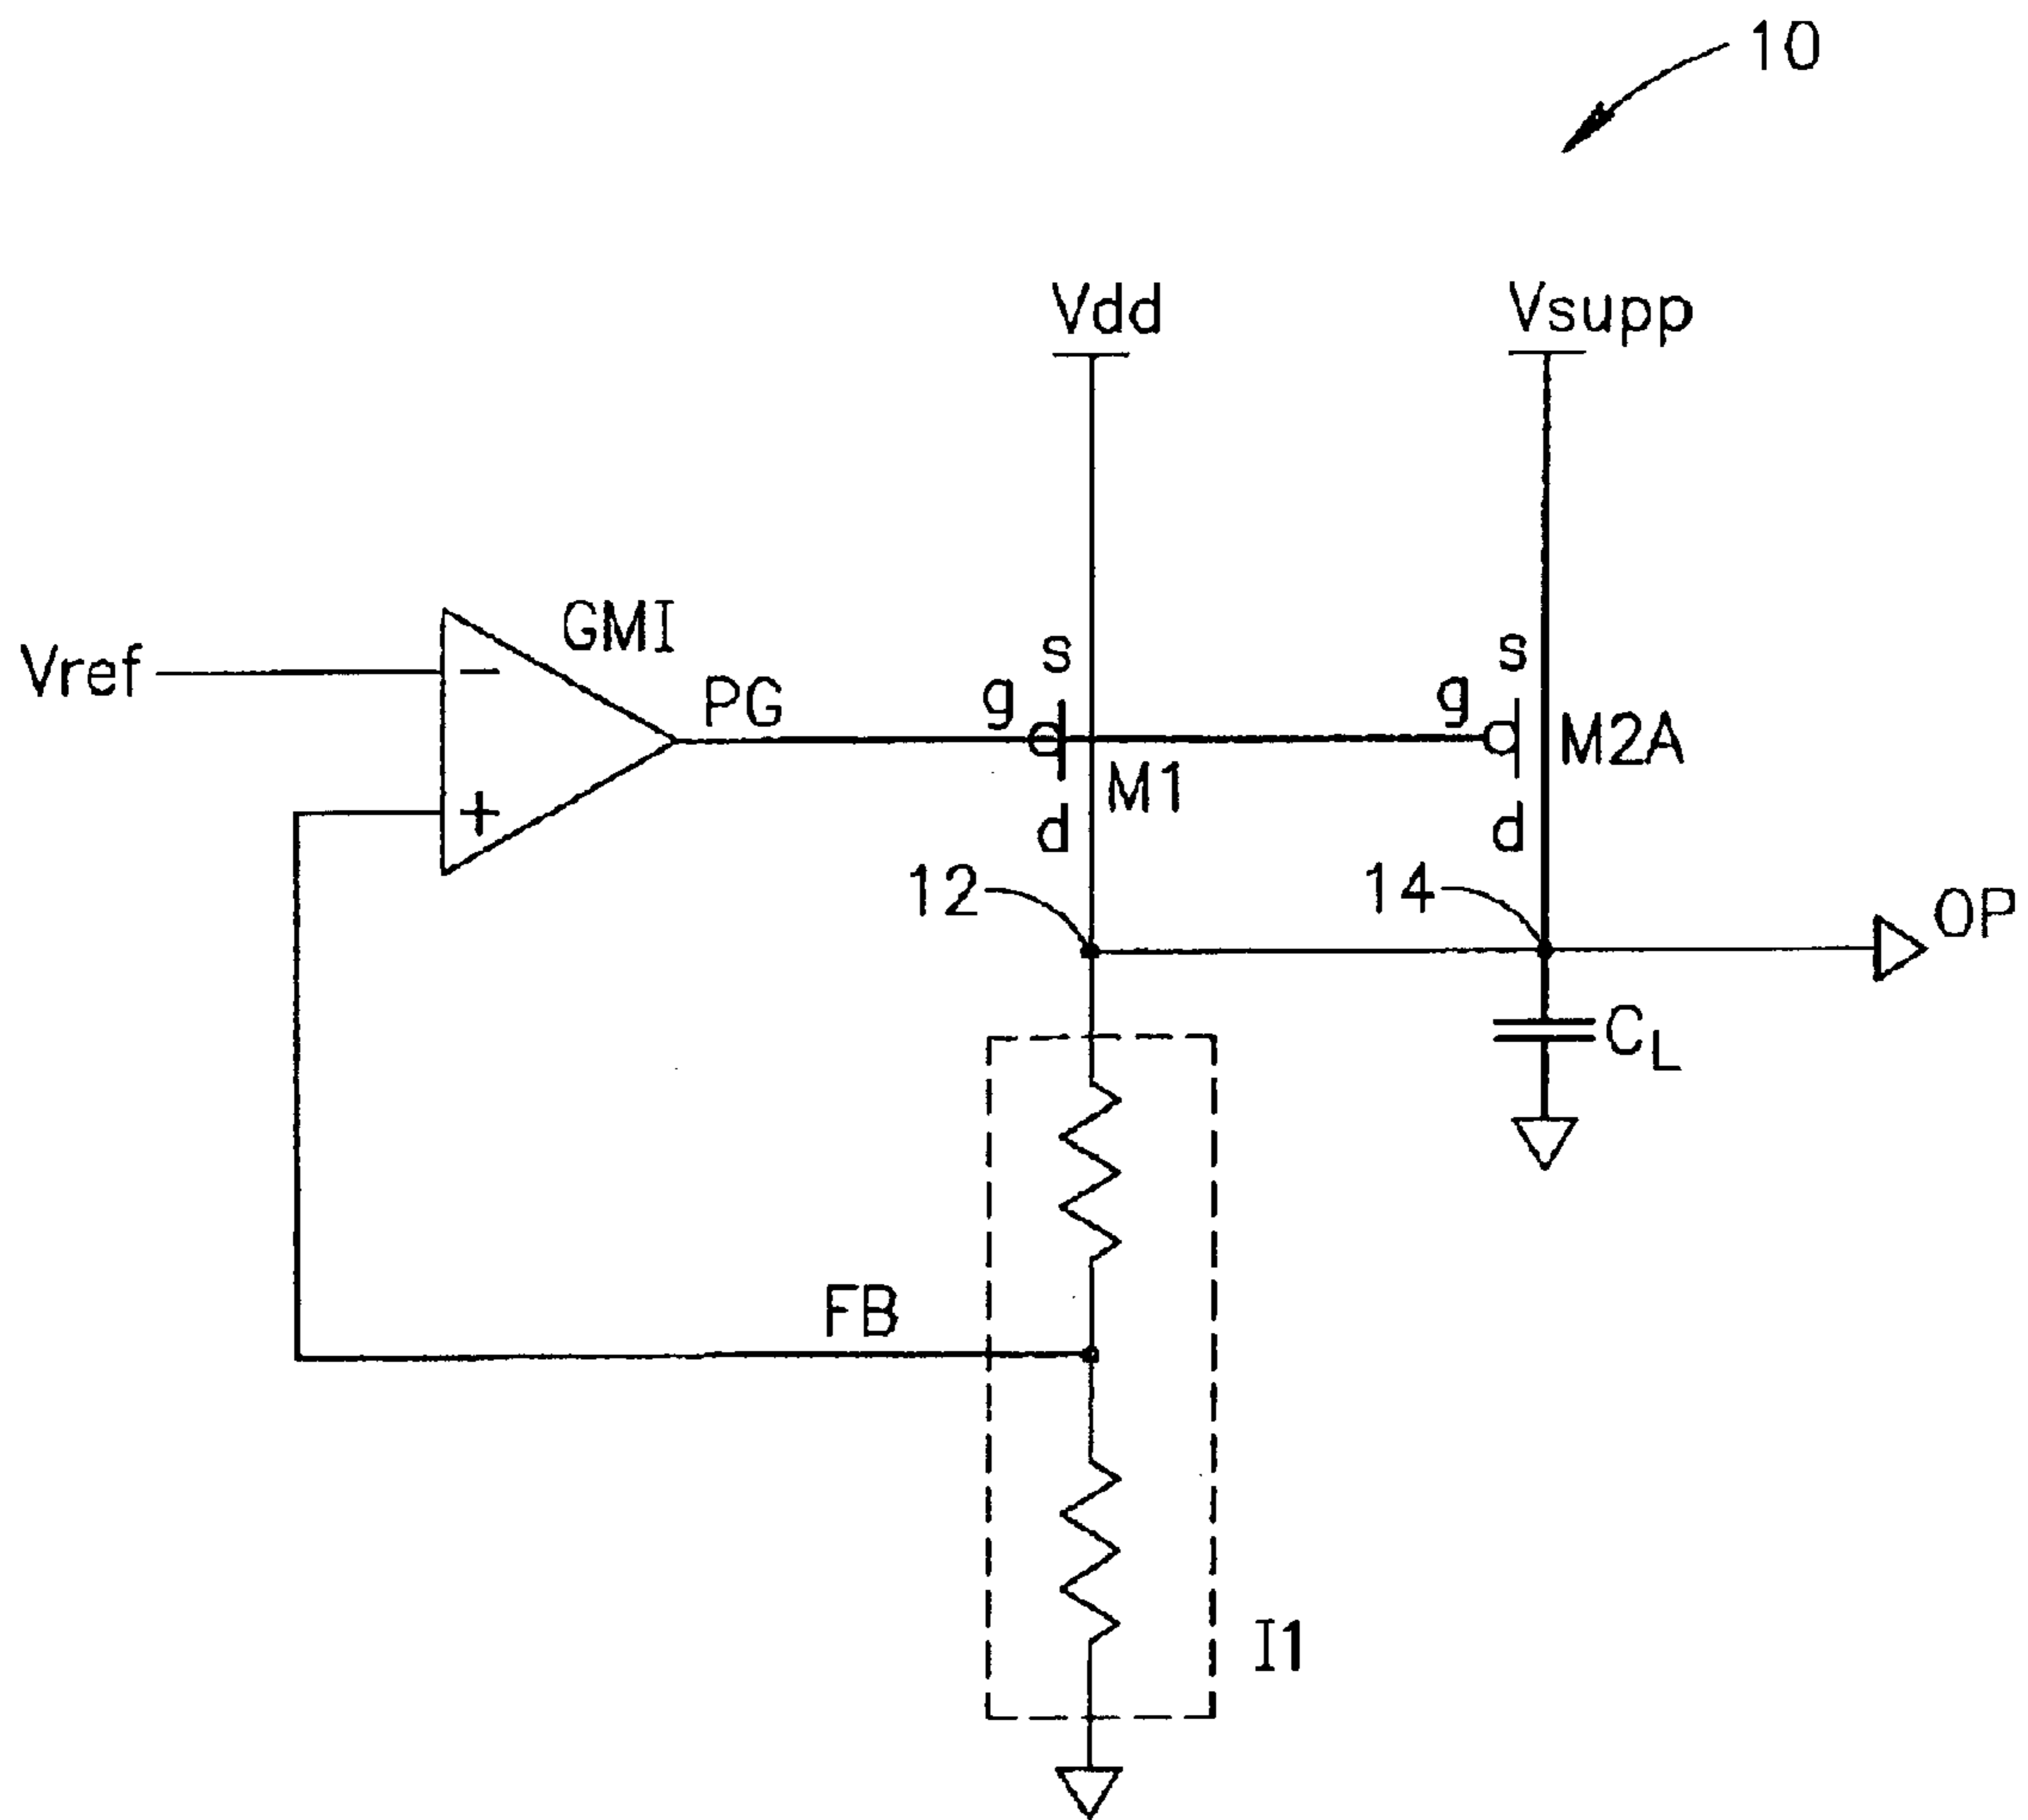 10
Vdd
Vsupp
GMI
Vref
−
PG
s
g
s
g
M1
M2A
+
d
d
12
14
OP
CL
FB
I1